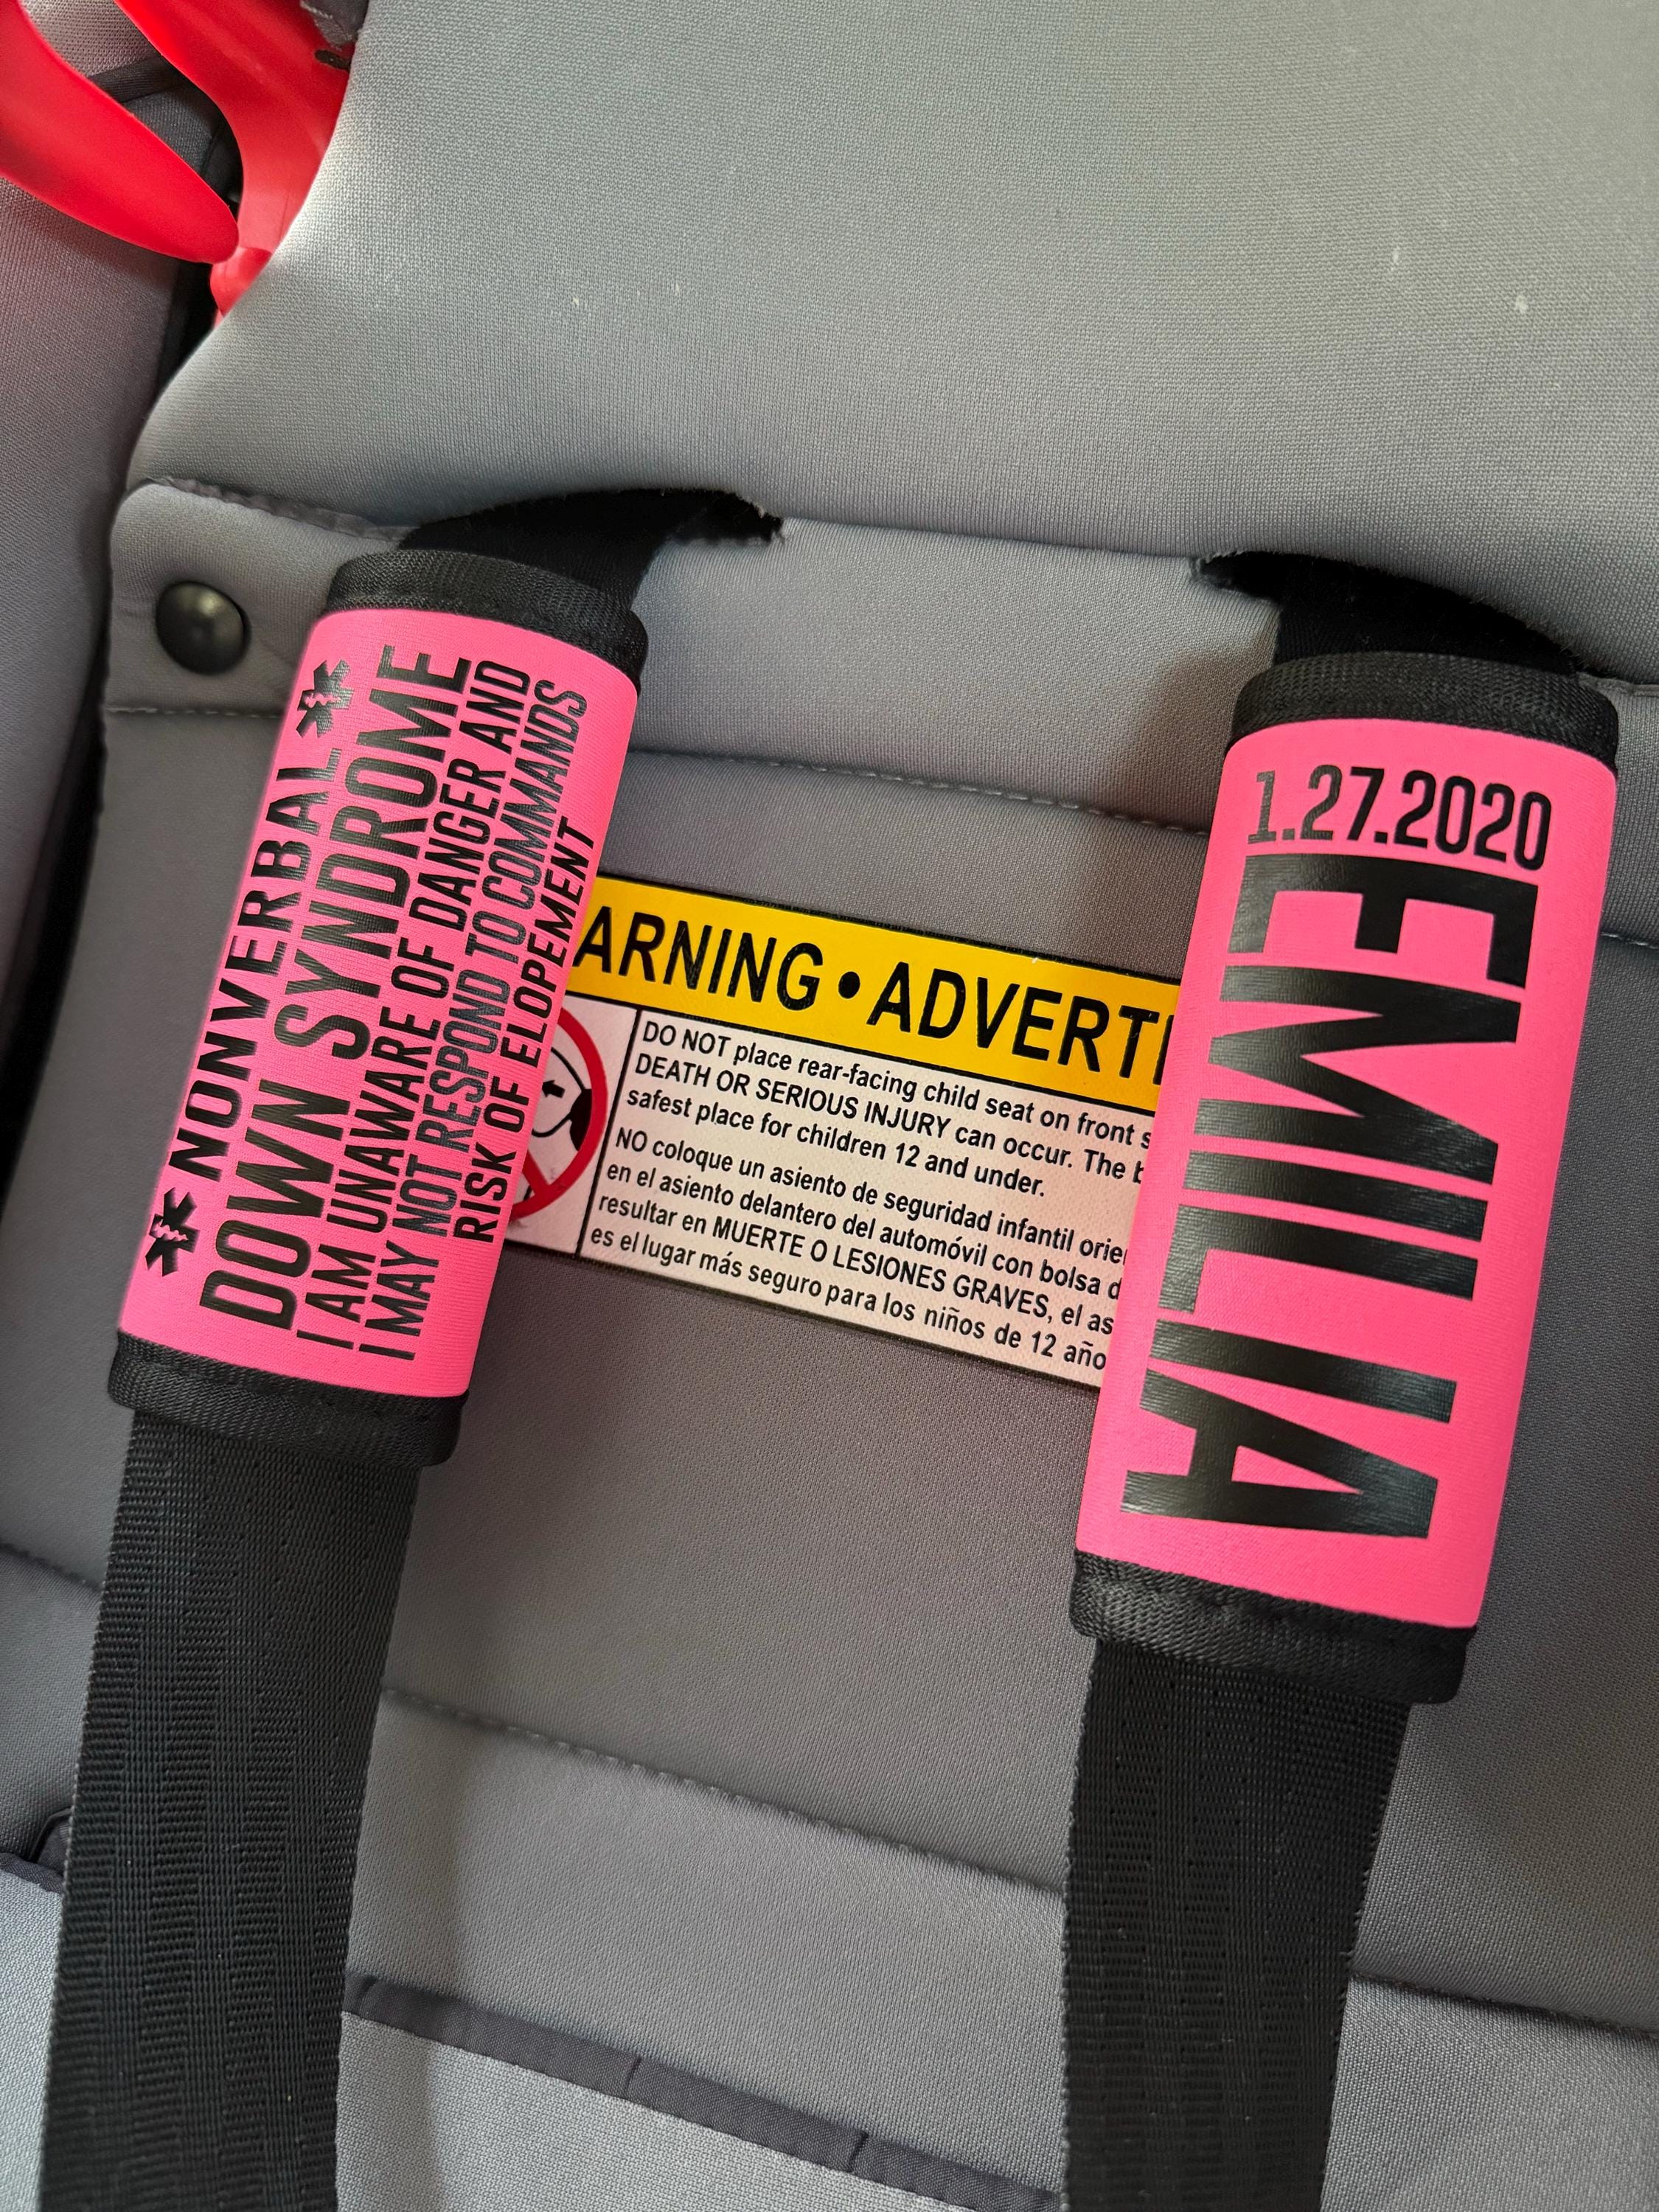 NONVERBAL
DOWN SYNDROME
I AM UNAWARE OF DANGER AND
I MAY NOT RESPOND TO COMMANDS
RISK OF ELOPEMENT
ARNING • ADVERTI
DO NOT place rear-facing child seat on front s
DEATH OR SERIOUS INJURY can occur. The b
safest place for children 12 and under.
NO coloque un asiento de seguridad infantil orie
en el asiento delantero del automóvil con bolsa d
resultar en MUERTE O LESIONES GRAVES, el as
es el lugar más seguro para los niños de 12 año
1.27.2020
EMILIA